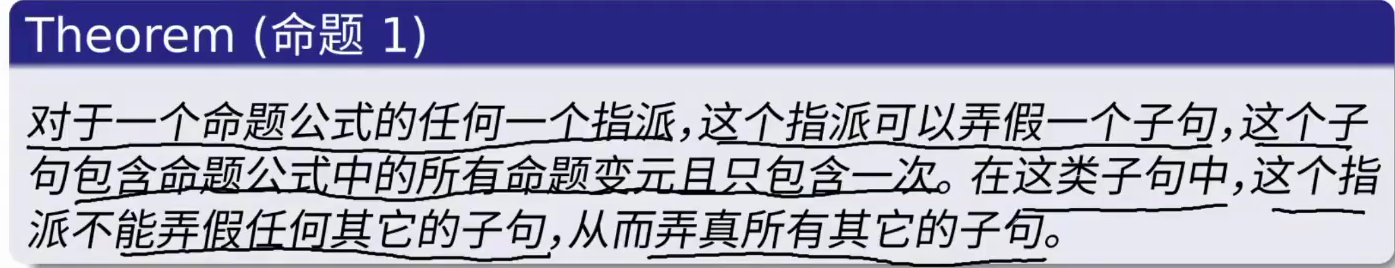 Theorem (命题 1)
对于一个命题公式的任何一个指派,这个指派可以弄假一个子句,这个子
句包含命题公式中的所有命题变元且只包含一次。在这类子句中,这个指
派不能弄假任何其它的子句,从而弄真所有其它的子句。